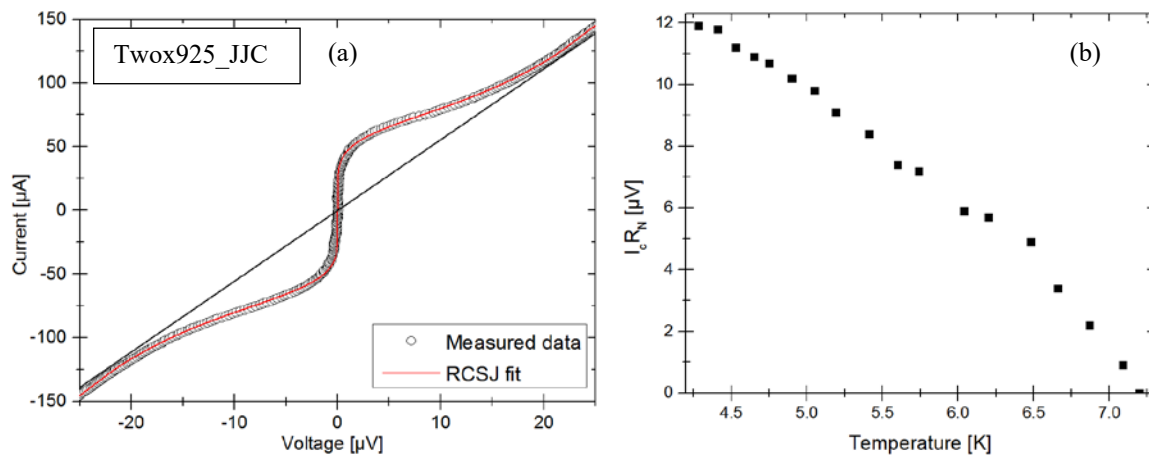 Twox925_JJC
(a)
Current [µA]
150
100
50
0
-50
-100
-150
-20
-10
0
10
20
Voltage [µV]
Measured data
RCSJ fit
(b)
IcRN [µV]
12
10
8
6
4
2
0
4.5
5.0
5.5
6.0
6.5
7.0
Temperature [K]